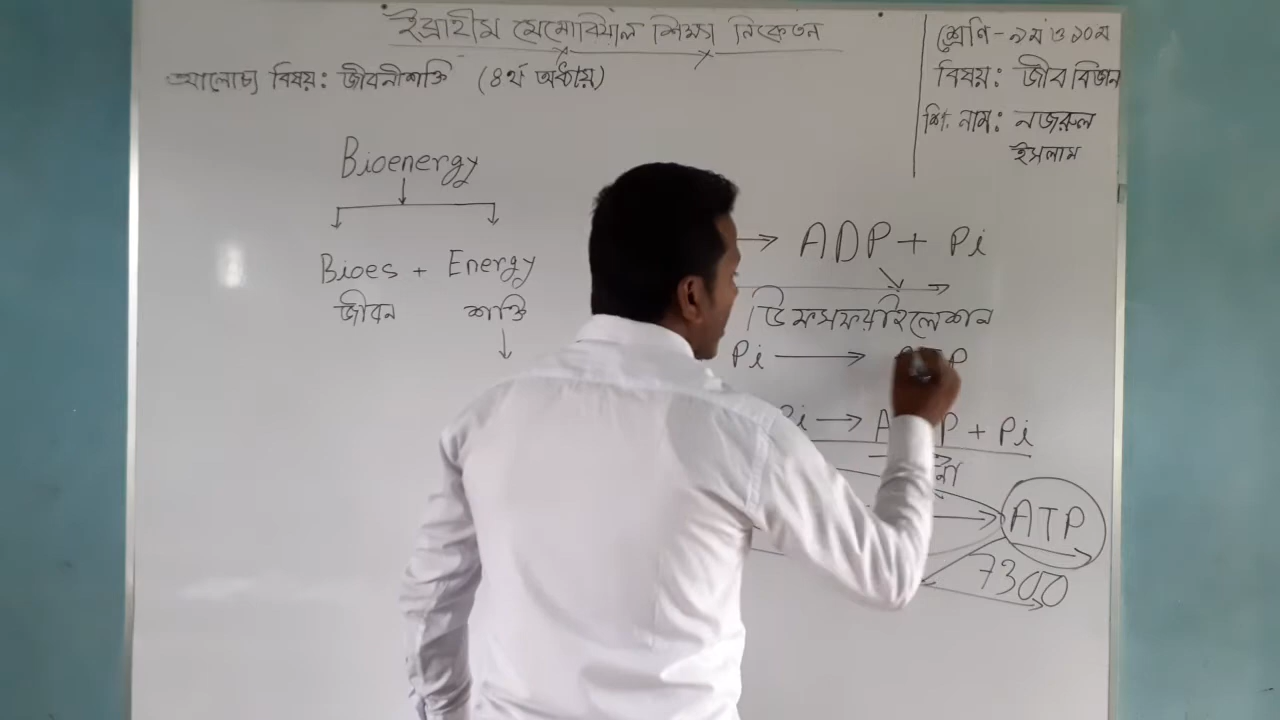 ইব্রাহীম মেমোরিয়াল শিক্ষা নিকেতন
শ্রেণি - ৯ম ও ১০ম
আলোচ্য বিষয়: জীবনীশক্তি (৪র্থ অধ্যায়)
বিষয়: জীব বিজ্ঞান
শি. নাম: নজরুল
ইসলাম
Bioenergy
Bioes + Energy
জীবন শক্তি
→ ADP + Pi
ডিফসফরাইলেশন
Pi →
Pi → + Pi
ATP
7300